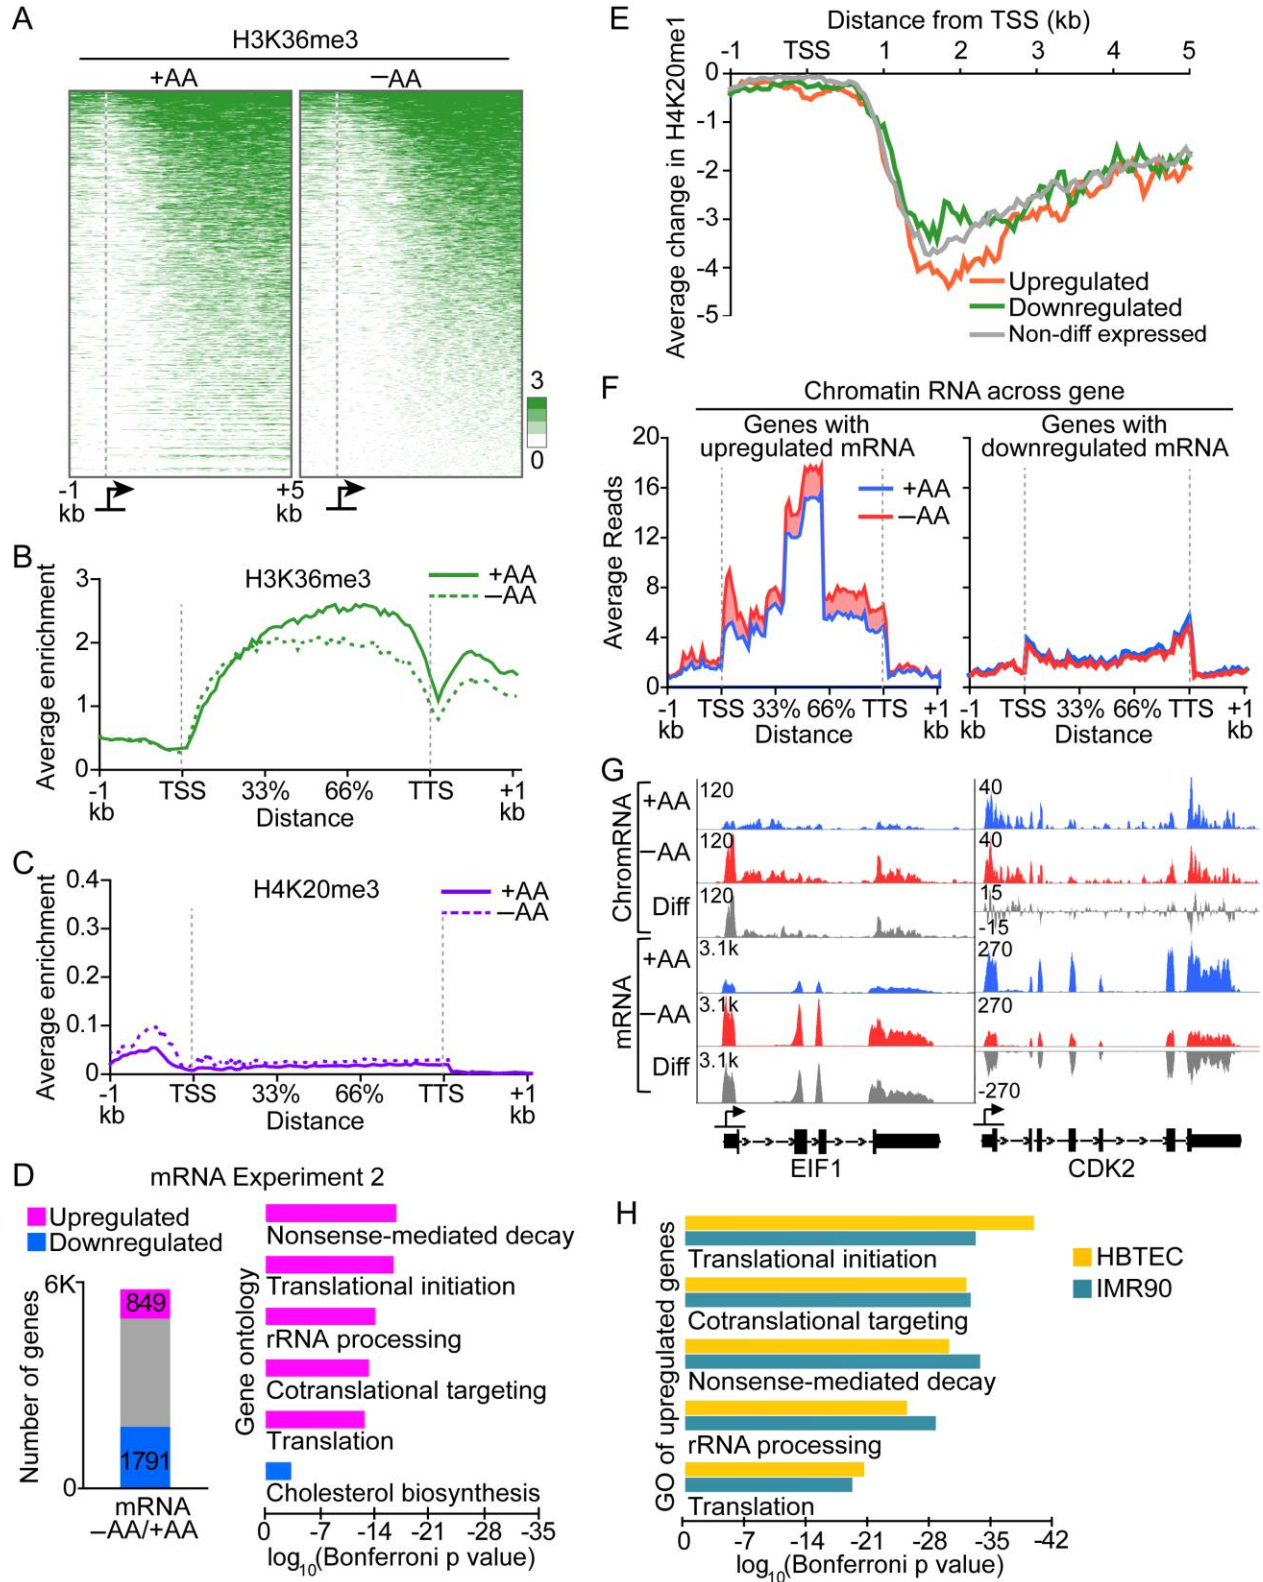 A
H3K36me3
+AA
–AA
3
0
-1 kb
+5 kb
B
H3K36me3
+AA
–AA
Average enrichment
3
2
1
0
-1 kb
TSS
33%
66%
TTS
+1 kb
Distance
C
H4K20me3
+AA
–AA
Average enrichment
0.4
0.3
0.2
0.1
0
-1 kb
TSS
33%
66%
TTS
+1 kb
Distance
D
mRNA Experiment 2
Upregulated
Downregulated
Number of genes
6K
0
849
1791
mRNA
–AA/+AA
Gene ontology
Nonsense-mediated decay
Translational initiation
rRNA processing
Cotranslational targeting
Translation
Cholesterol biosynthesis
0 -7 -14 -21 -28 -35
log10(Bonferroni p value)
E
Distance from TSS (kb)
-1 TSS 1 2 3 4 5
Average change in H4K20me1
0
-1
-2
-3
-4
-5
Upregulated
Downregulated
Non-diff expressed
F
Chromatin RNA across gene
Genes with
upregulated mRNA
Genes with
downregulated mRNA
+AA
–AA
Average Reads
20
16
12
8
4
0
-1 kb
TSS
33%
66%
TTS
+1 kb
Distance
-1 kb
TSS
33%
66%
TTS
+1 kb
Distance
G
ChromRNA
+AA
120
40
–AA
120
40
Diff
120
15
-15
mRNA
+AA
3.1k
270
–AA
3.1k
270
Diff
3.1k
-270
EIF1
CDK2
H
GO of upregulated genes
HBTEC
IMR90
Translational initiation
Cotranslational targeting
Nonsense-mediated decay
rRNA processing
Translation
0 -7 -14 -21 -28 -35 -42
log10(Bonferroni p value)